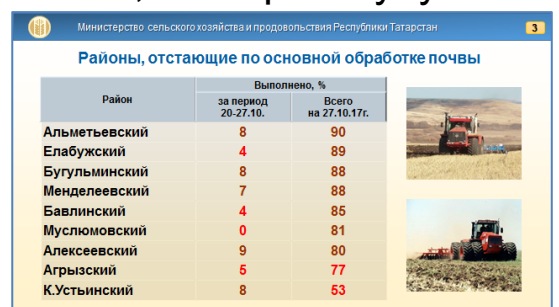 Министерство сельского хозяйства и продовольствия Республики Татарстан 3
Районы, отстающие по основной обработке почвы
Район Выполнено, %
за период 20-27.10. Всего на 27.10.17г.
Альметьевский 8 90
Елабужский 4 89
Бугульминский 8 88
Менделеевский 7 88
Бавлинский 4 85
Муслюмовский 0 81
Алексеевский 9 80
Агрызский 5 77
К.Устьинский 8 53